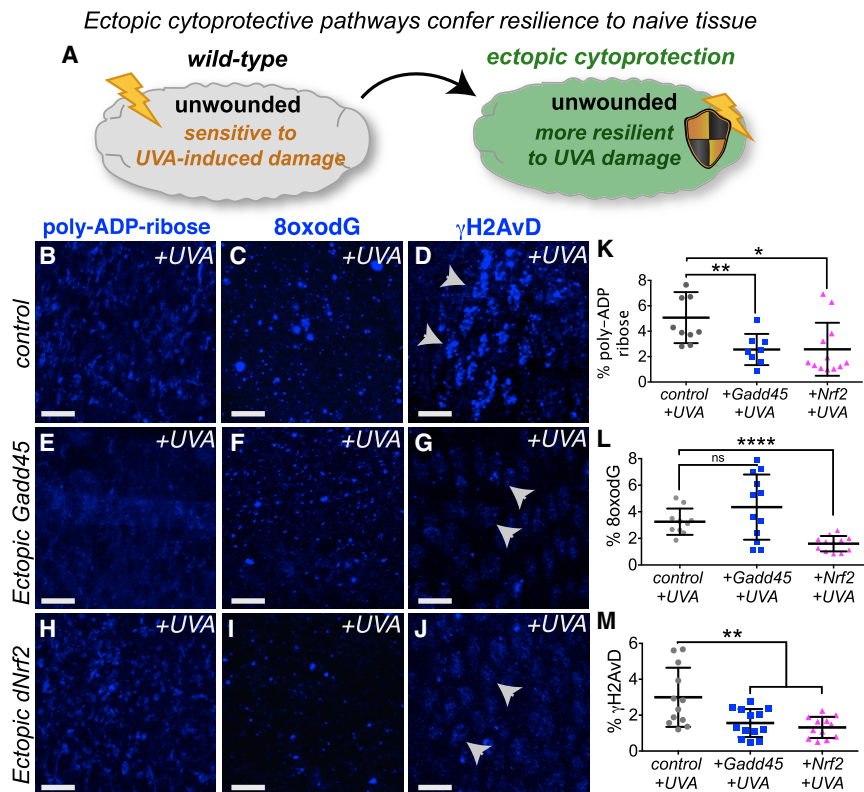 Ectopic cytoprotective pathways confer resilience to naive tissue
A
wild-type
ectopic cytoprotection
unwounded
sensitive to
UVA-induced damage
unwounded
more resilient
to UVA damage
poly-ADP-ribose
8oxodG
γH2AvD
control
B
+UVA
C
+UVA
D
+UVA
Ectopic Gadd45
E
+UVA
F
+UVA
G
+UVA
Ectopic dNrf2
H
+UVA
I
+UVA
J
+UVA
K
*
**
% poly-ADP
ribose
8
6
4
2
0
control
+UVA
+Gadd45
+UVA
+Nrf2
+UVA
L
****
ns
% 8oxodG
8
6
4
2
0
control
+UVA
+Gadd45
+UVA
+Nrf2
+UVA
M
**
% γH2AvD
6
4
2
0
control
+UVA
+Gadd45
+UVA
+Nrf2
+UVA